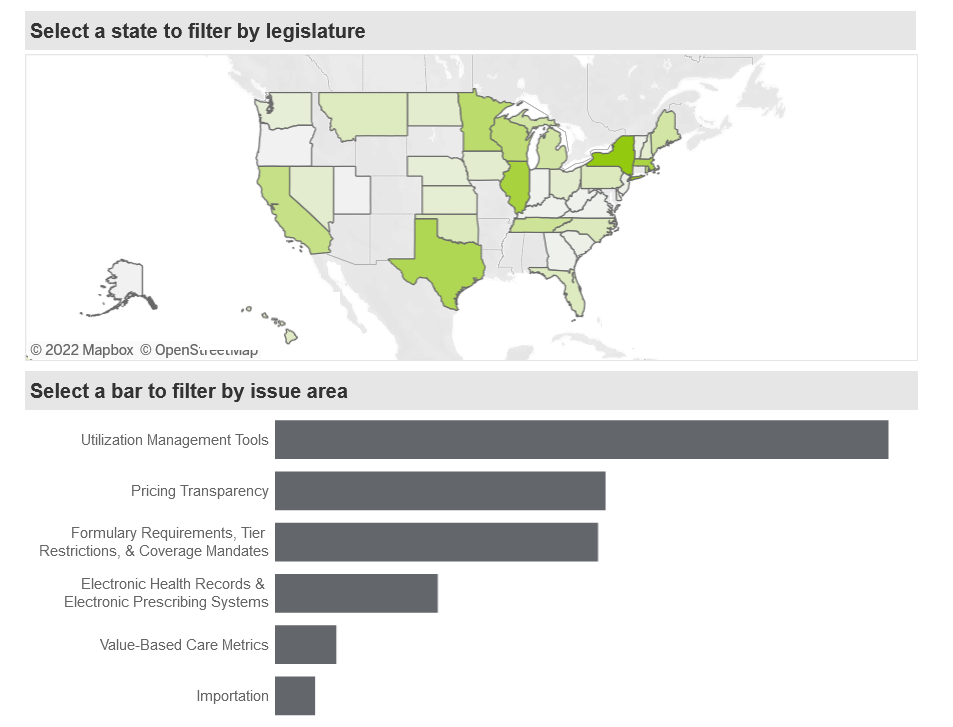 Select a state to filter by legislature
© 2022 Mapbox © OpenStreetMap
Select a bar to filter by issue area
Utilization Management Tools
Pricing Transparency
Formulary Requirements, Tier
Restrictions, & Coverage Mandates
Electronic Health Records &
Electronic Prescribing Systems
Value-Based Care Metrics
Importation